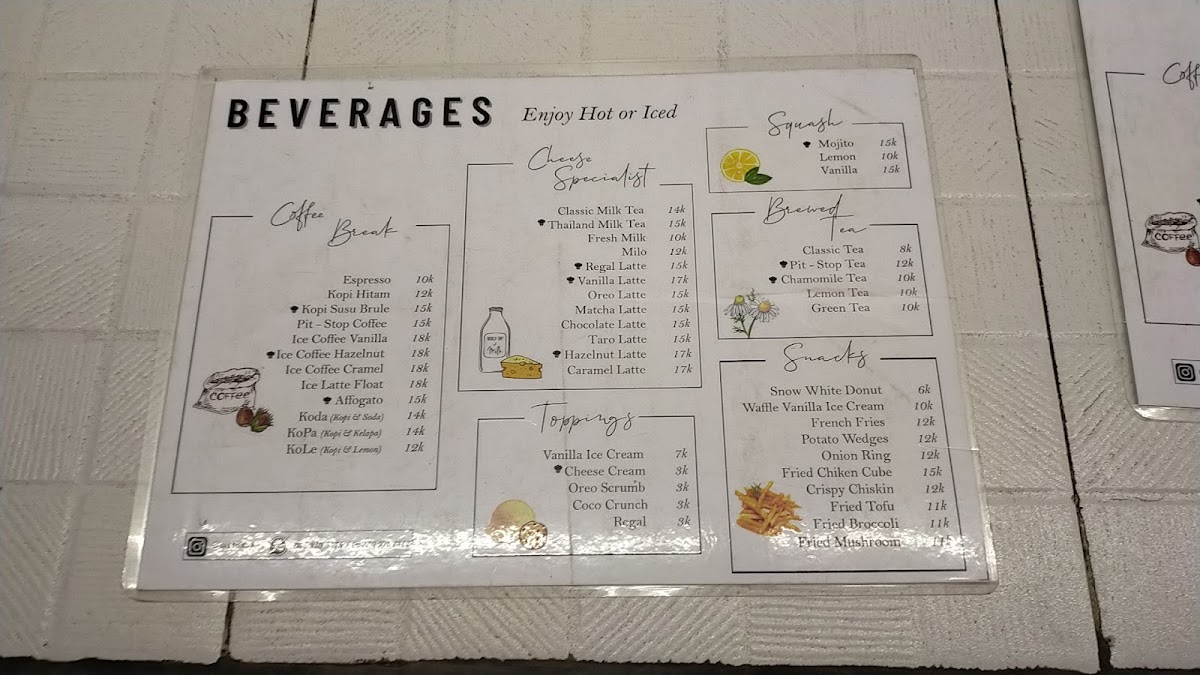 BEVERAGES
Enjoy Hot or Iced
Coffee
Break
Espresso 10k
Kopi Hitam 12k
Kopi Susu Brule 15k
Pit - Stop Coffee 15k
Ice Coffee Vanilla 18k
Ice Coffee Hazelnut 18k
Ice Coffee Cramel 18k
Ice Latte Float 18k
Affogato 15k
Koda (Kopi & Soda) 14k
KoPa (Kopi & Kelapa) 14k
KoLe (Kopi & Lemon) 12k
COFFEE
Cheese
Specialist
Classic Milk Tea 14k
Thailand Milk Tea 15k
Fresh Milk 10k
Milo 12k
Regal Latte 15k
Vanilla Latte 17k
Oreo Latte 15k
Matcha Latte 15k
Chocolate Latte 15k
Taro Latte 15k
Hazelnut Latte 17k
Caramel Latte 17k
Milk
Toppings
Vanilla Ice Cream 7k
Cheese Cream 3k
Oreo Scrumb 3k
Coco Crunch 3k
Regal 3k
Squash
Mojito 15k
Lemon 10k
Vanilla 15k
Brewed
Tea
Classic Tea 8k
Pit - Stop Tea 12k
Chamomile Tea 10k
Lemon Tea 10k
Green Tea 10k
Snacks
Snow White Donut 6k
Waffle Vanilla Ice Cream 10k
French Fries 12k
Potato Wedges 12k
Onion Ring 12k
Fried Chiken Cube 15k
Crispy Chiskin 12k
Fried Tofu 11k
Fried Broccoli 11k
Fried Mushroom 11k
COFFEE